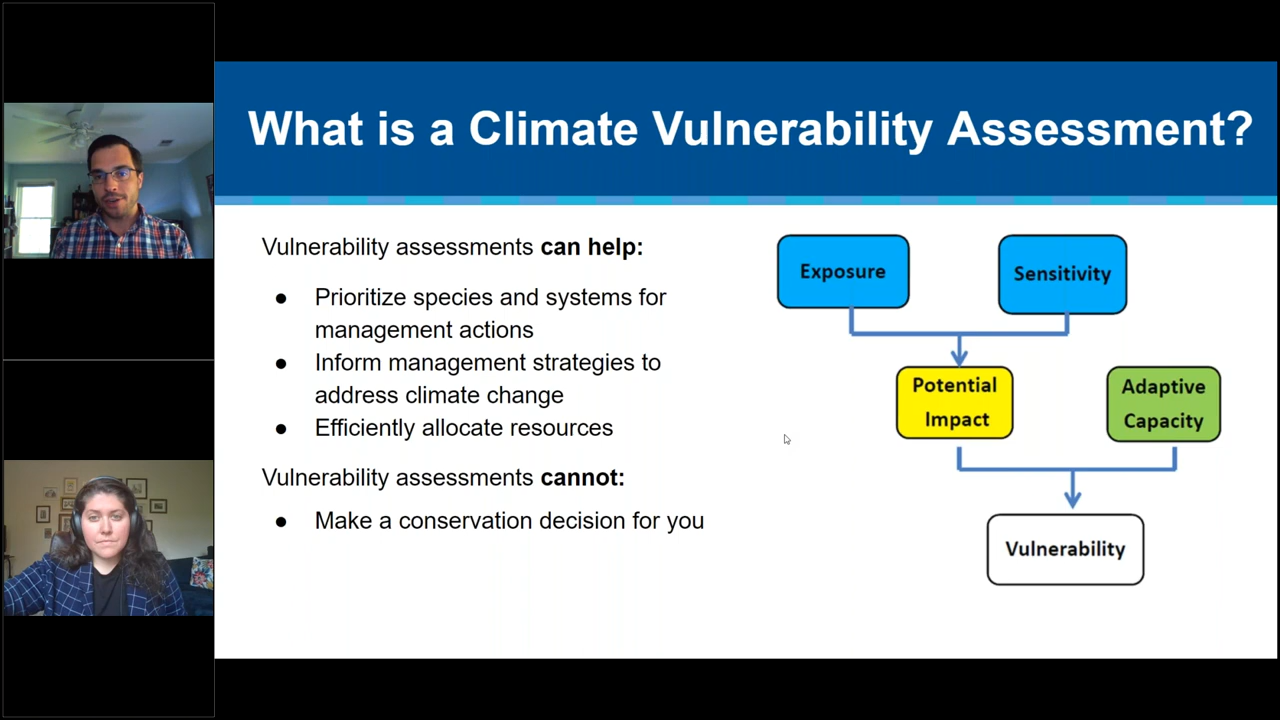 What is a Climate Vulnerability Assessment?
Vulnerability assessments can help:
● Prioritize species and systems for
management actions
● Inform management strategies to
address climate change
● Efficiently allocate resources
Vulnerability assessments cannot:
● Make a conservation decision for you
Exposure
Sensitivity
Potential
Impact
Adaptive
Capacity
Vulnerability